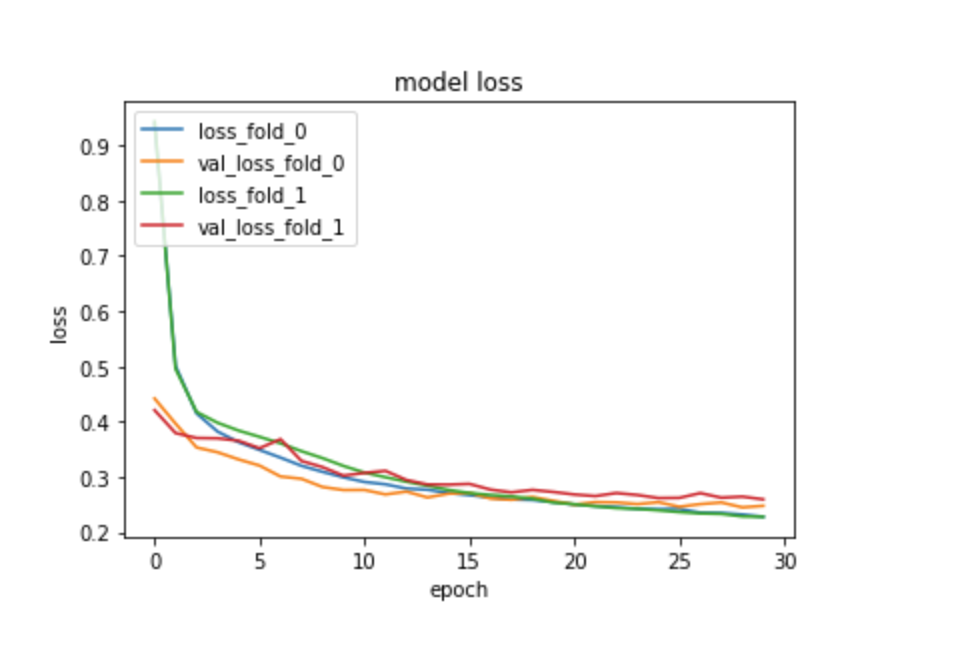 model loss
loss_fold_0
val_loss_fold_0
loss_fold_1
val_loss_fold_1
0.9
0.8
0.7
0.6
0.5
0.4
0.3
0.2
loss
0 5 10 15 20 25 30
epoch